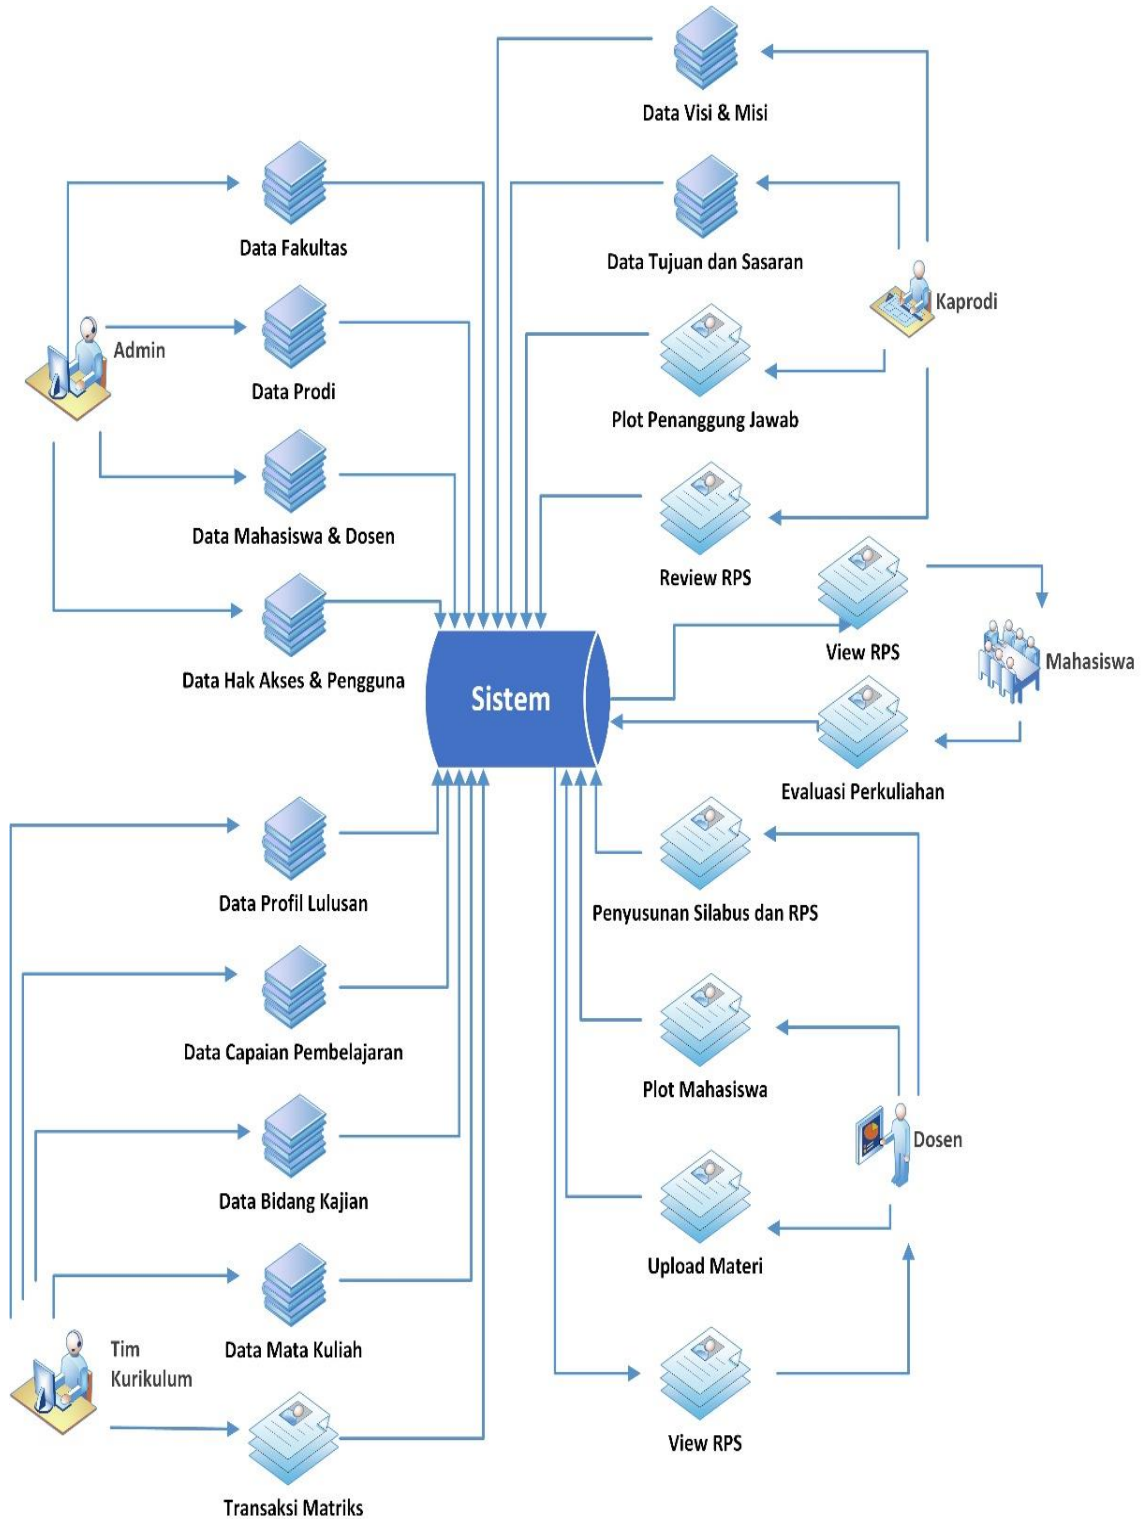 Data Visi & Misi
Data Fakultas
Data Tujuan dan Sasaran
Kaprodi
Admin
Data Prodi
Plot Penanggung Jawab
Data Mahasiswa & Dosen
Review RPS
View RPS
Mahasiswa
Data Hak Akses & Pengguna
Sistem
Evaluasi Perkuliahan
Data Profil Lulusan
Penyusunan Silabus dan RPS
Data Capaian Pembelajaran
Plot Mahasiswa
Dosen
Data Bidang Kajian
Upload Materi
Data Mata Kuliah
Tim
Kurikulum
View RPS
Transaksi Matriks